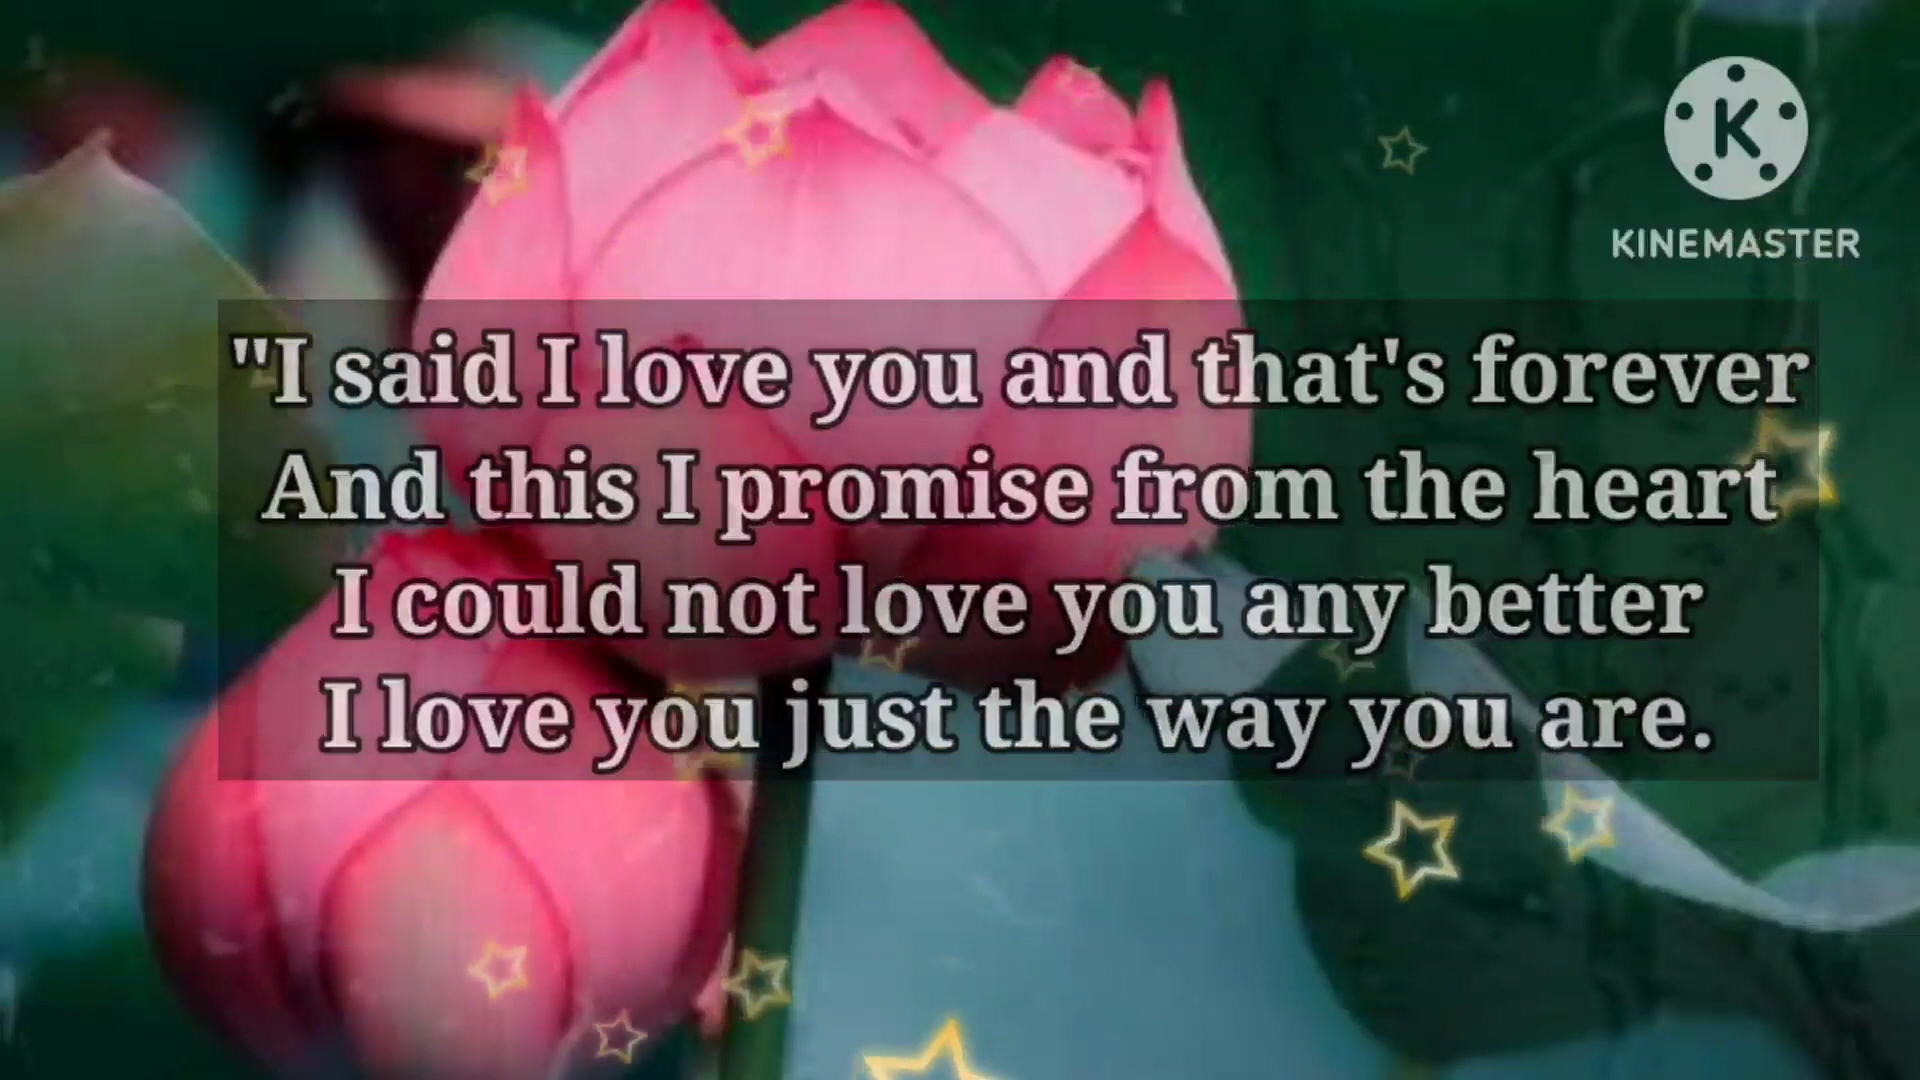 K
KINEMASTER
"I said I love you and that's forever
And this I promise from the heart
I could not love you any better
I love you just the way you are.